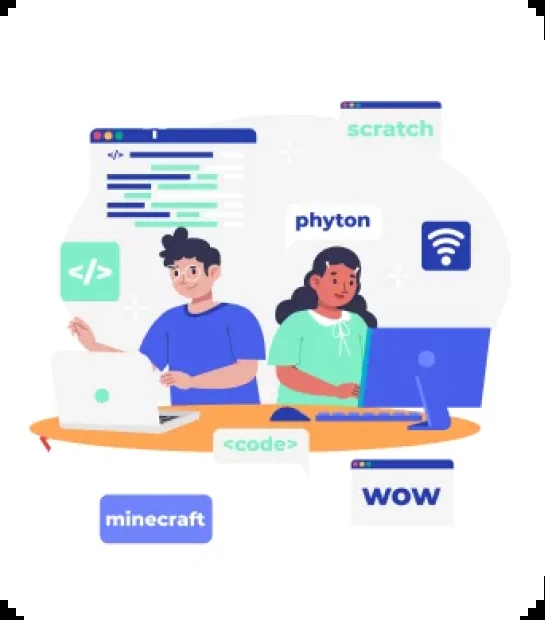 scratch
</>
phyton
</>
<code>
wow
minecraft